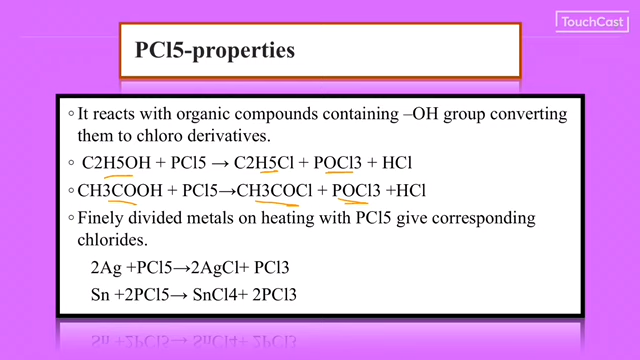 TouchCast
PCl5-properties
It reacts with organic compounds containing –OH group converting
them to chloro derivatives.
C2H5OH + PCl5 → C2H5Cl + POCl3 + HCl
CH3COOH + PCl5→CH3COCl + POCl3 +HCl
Finely divided metals on heating with PCl5 give corresponding
chlorides.
2Ag +PCl5→2AgCl+ PCl3
Sn +2PCl5→ SnCl4+ 2PCl3